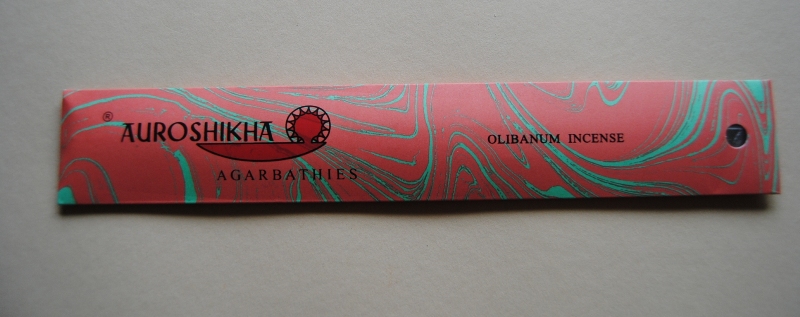 ® AUROSHIKHA
AGARBATHIES
OLIBANUM INCENSE